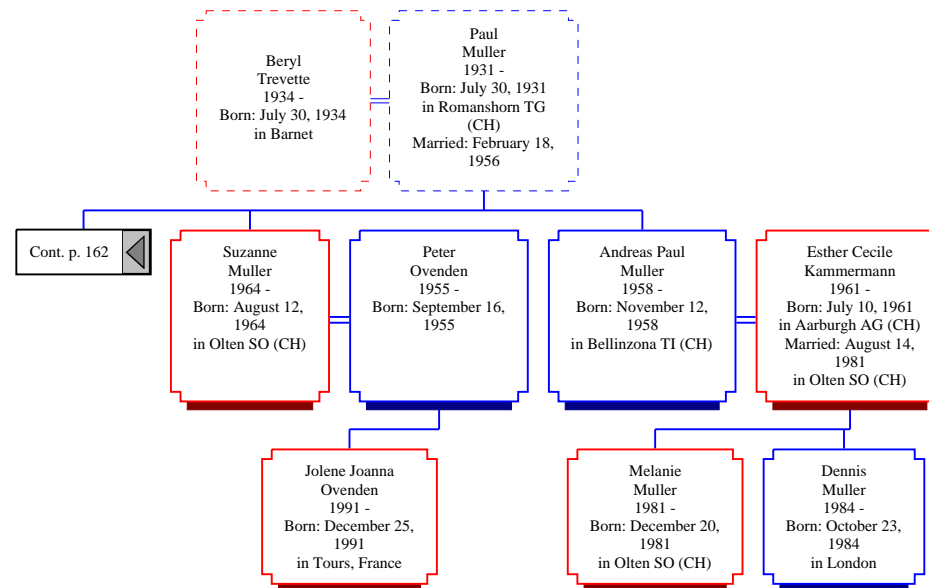 Beryl
Trevette
1934 -
Born: July 30, 1934
in Barnet
Paul
Muller
1931 -
Born: July 30, 1931
in Romanshorn TG
(CH)
Married: February 18,
1956
Cont. p. 162
Suzanne
Muller
1964 -
Born: August 12,
1964
in Olten SO (CH)
Peter
Ovenden
1955 -
Born: September 16,
1955
Andreas Paul
Muller
1958 -
Born: November 12,
1958
in Bellinzona TI (CH)
Esther Cecile
Kammermann
1961 -
Born: July 10, 1961
in Aarburgh AG (CH)
Married: August 14,
1981
in Olten SO (CH)
Jolene Joanna
Ovenden
1991 -
Born: December 25,
1991
in Tours, France
Melanie
Muller
1981 -
Born: December 20,
1981
in Olten SO (CH)
Dennis
Muller
1984 -
Born: October 23,
1984
in London